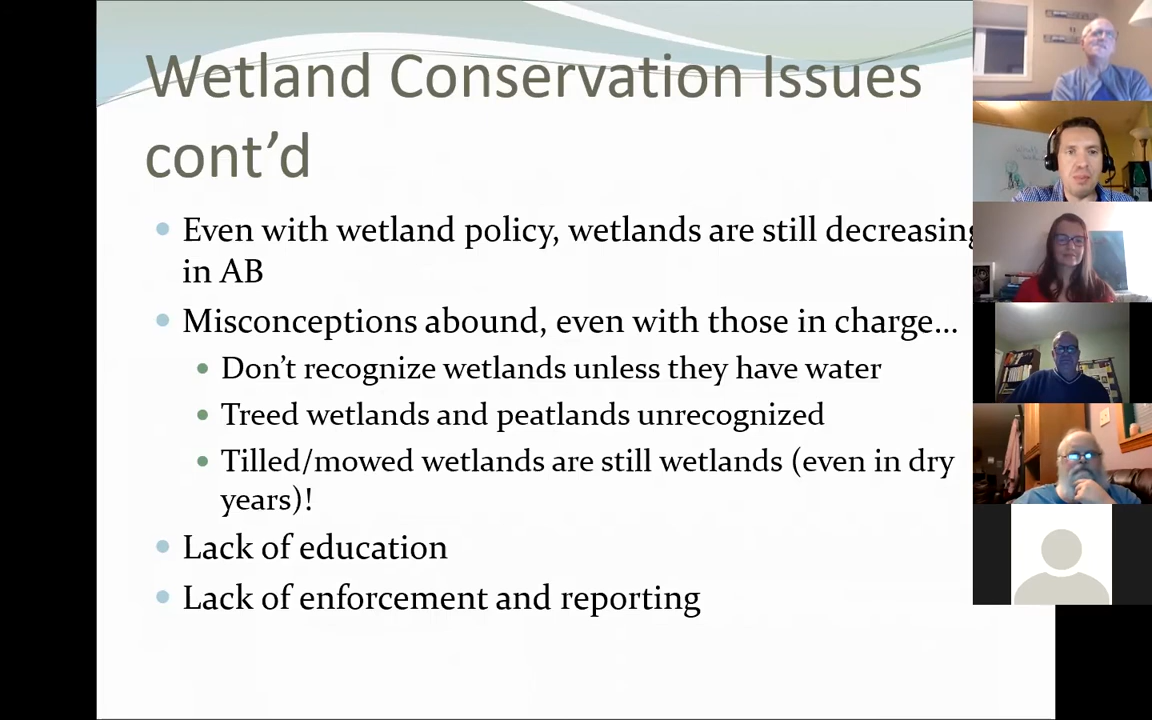 Wetland Conservation Issues
cont’d
Even with wetland policy, wetlands are still decreasing
in AB
Misconceptions abound, even with those in charge…
Don’t recognize wetlands unless they have water
Treed wetlands and peatlands unrecognized
Tilled/mowed wetlands are still wetlands (even in dry
years)!
Lack of education
Lack of enforcement and reporting